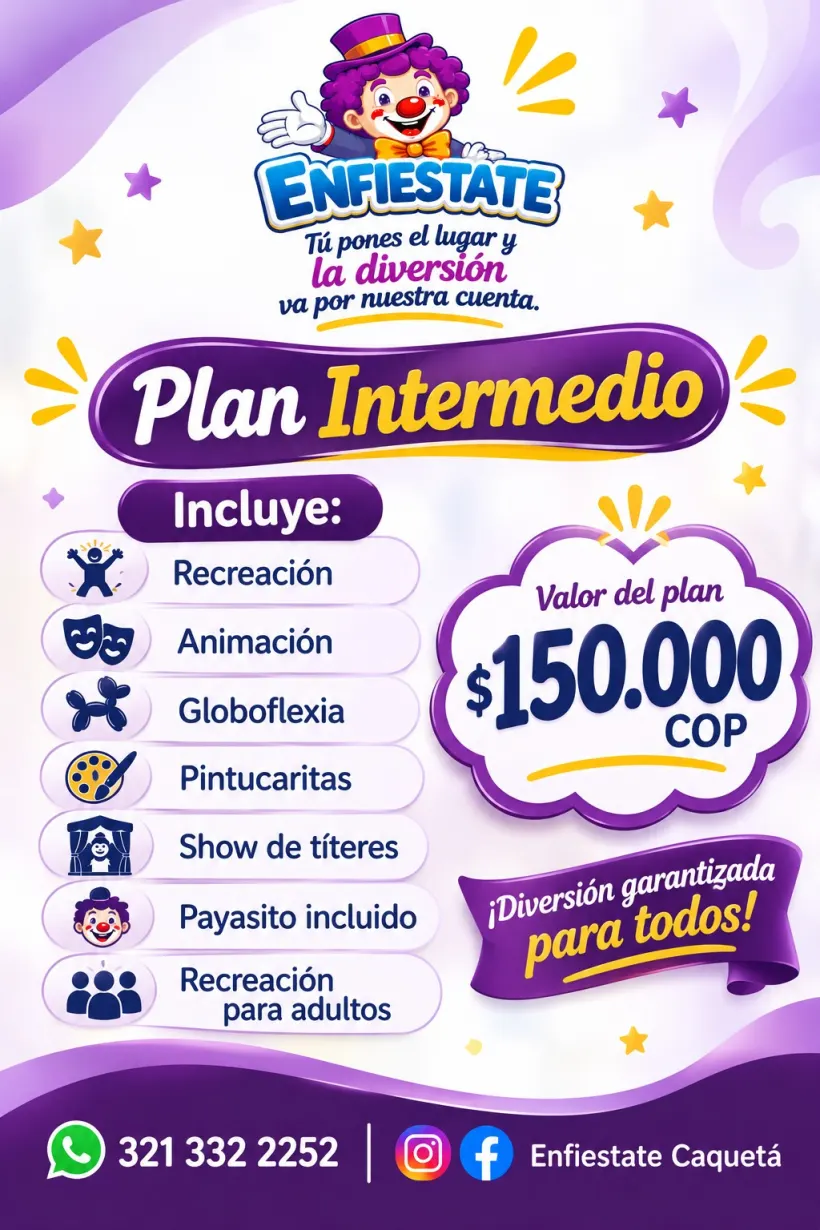 ENFIESTATE
Tú pones el lugar y
la diversión
va por nuestra cuenta.
Plan Intermedio
Incluye:
Recreación
Animación
Globoflexia
Pintucaritas
Show de títeres
Payasito incluido
Recreación
para adultos
Valor del plan
$150.000
COP
¡Diversión garantizada
para todos!
321 332 2252
Enfiestate Caquetá